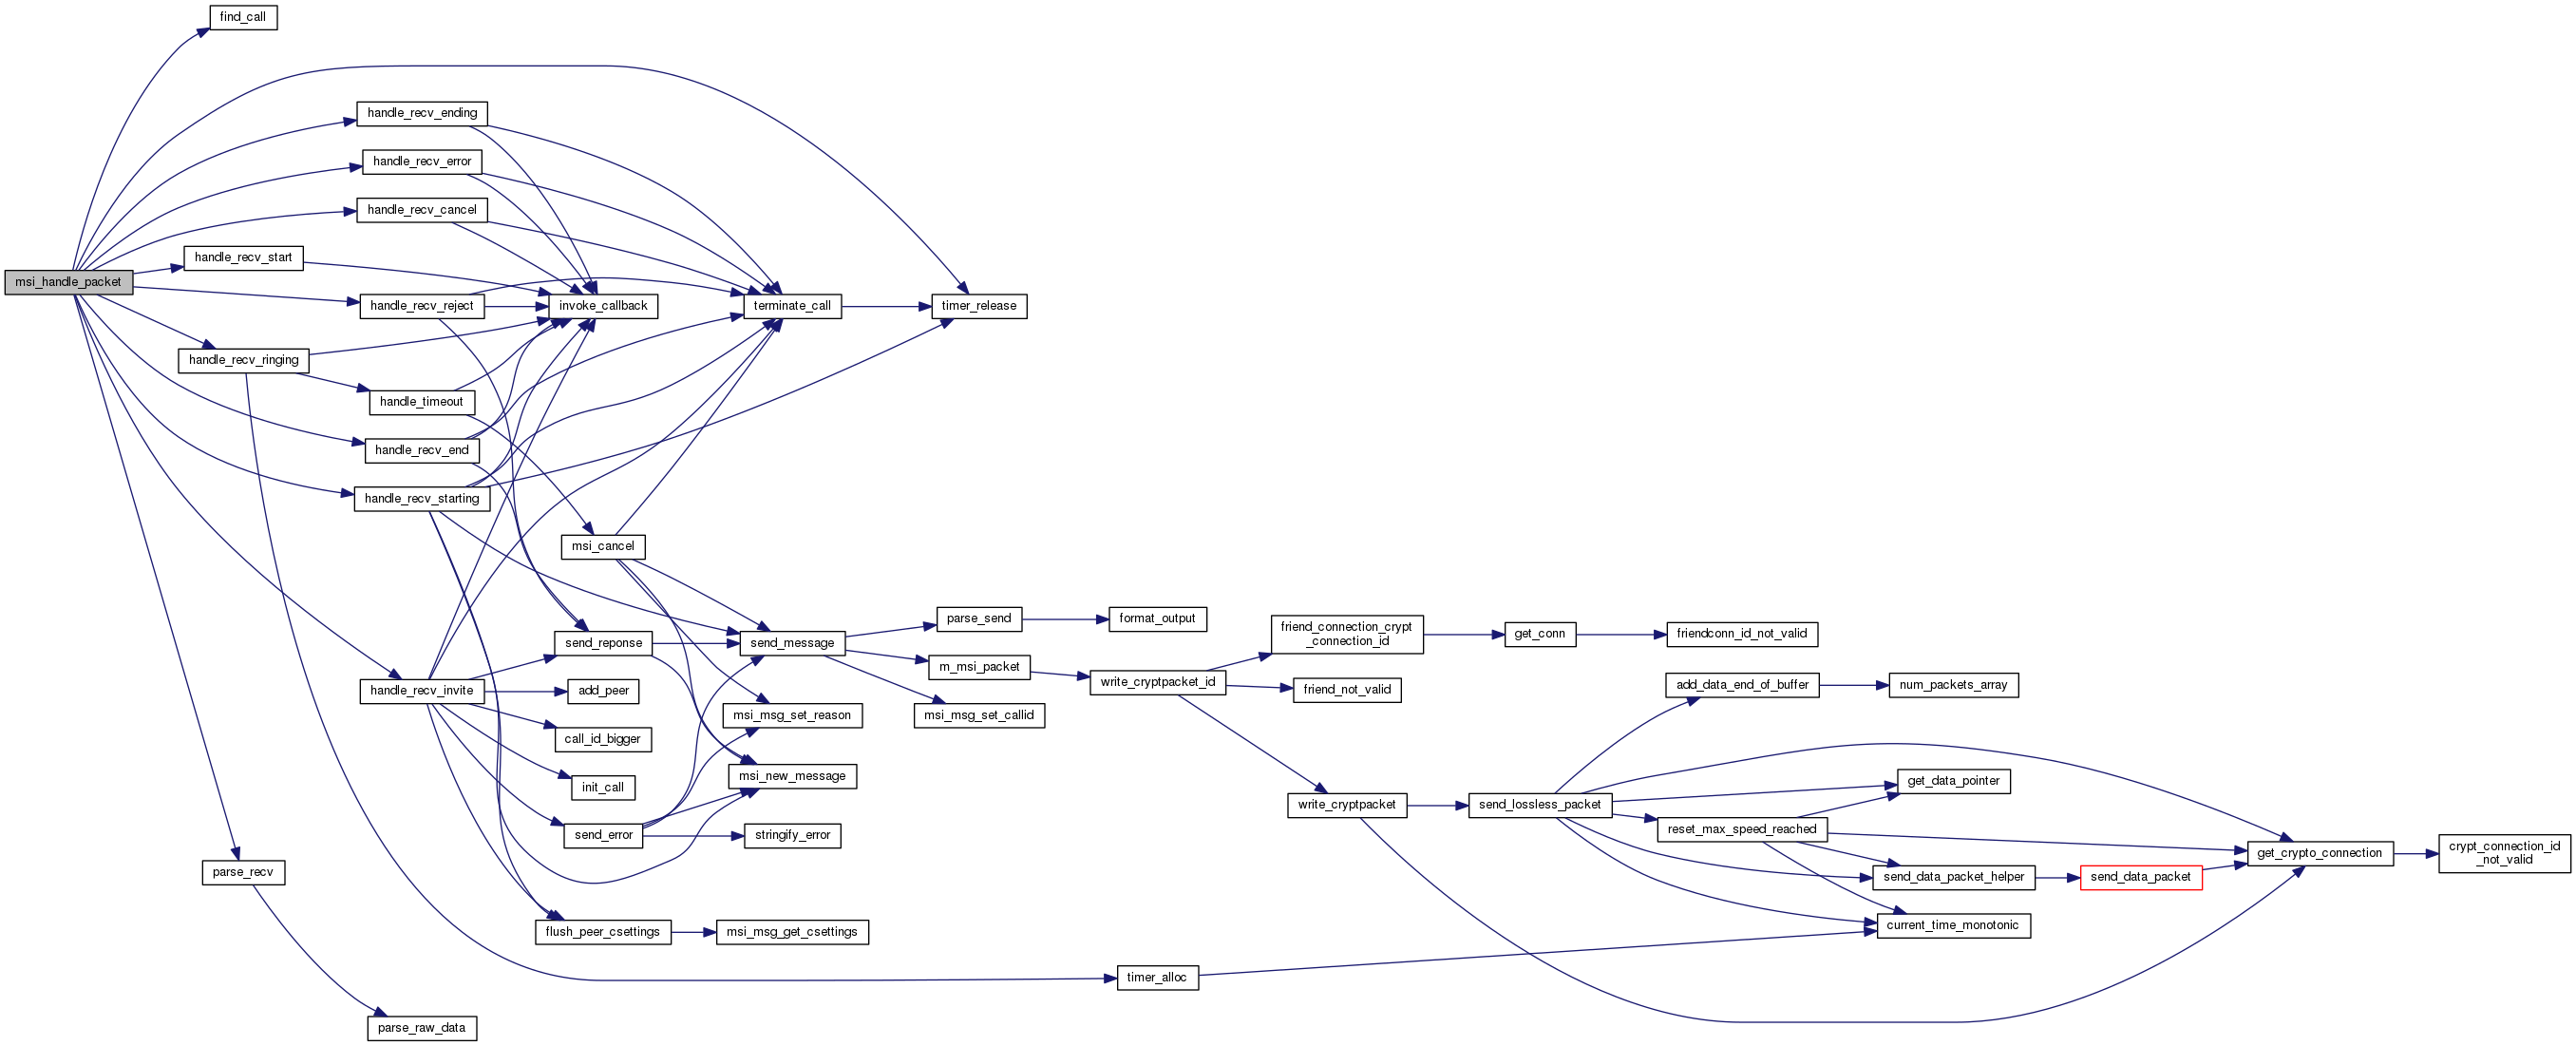 find_call
handle_recv_ending
handle_recv_error
handle_recv_cancel
handle_recv_start
msi_handle_packet
handle_recv_reject
invoke_callback
terminate_call
timer_release
handle_recv_ringing
handle_timeout
handle_recv_end
handle_recv_starting
msi_cancel
send_reponse
send_message
parse_send
format_output
friend_connection_crypt
_connection_id
get_conn
friendconn_id_not_valid
m_msi_packet
write_cryptpacket_id
friend_not_valid
handle_recv_invite
add_peer
msi_msg_set_reason
msi_msg_set_callid
add_data_end_of_buffer
num_packets_array
call_id_bigger
init_call
msi_new_message
get_data_pointer
write_cryptpacket
send_lossless_packet
send_error
stringify_error
reset_max_speed_reached
get_crypto_connection
crypt_connection_id
_not_valid
parse_recv
send_data_packet_helper
send_data_packet
flush_peer_csettings
msi_msg_get_csettings
current_time_monotonic
timer_alloc
parse_raw_data